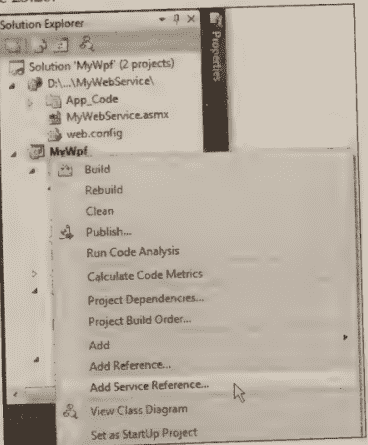 Solution Explorer
Properties
Solution 'MyWpf' (2 projects)
D:\...\MyWebService\
App_Code
MyWebService.asmx
web.config
MyWpf
Build
Rebuild
Clean
Publish...
Run Code Analysis
Calculate Code Metrics
Project Dependencies...
Project Build Order...
Add
Add Reference...
Add Service Reference...
View Class Diagram
Set as StartUp Project